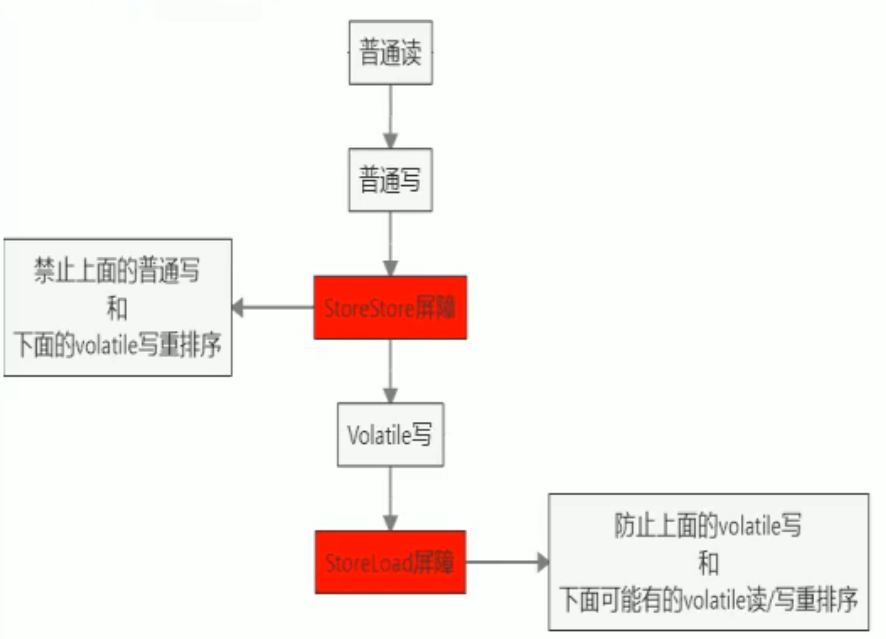 普通读
普通写
StoreStore屏障
禁止上面的普通写
和
下面的volatile写重排序
Volatile写
StoreLoad屏障
防止上面的volatile写
和
下面可能有的volatile读/写重排序